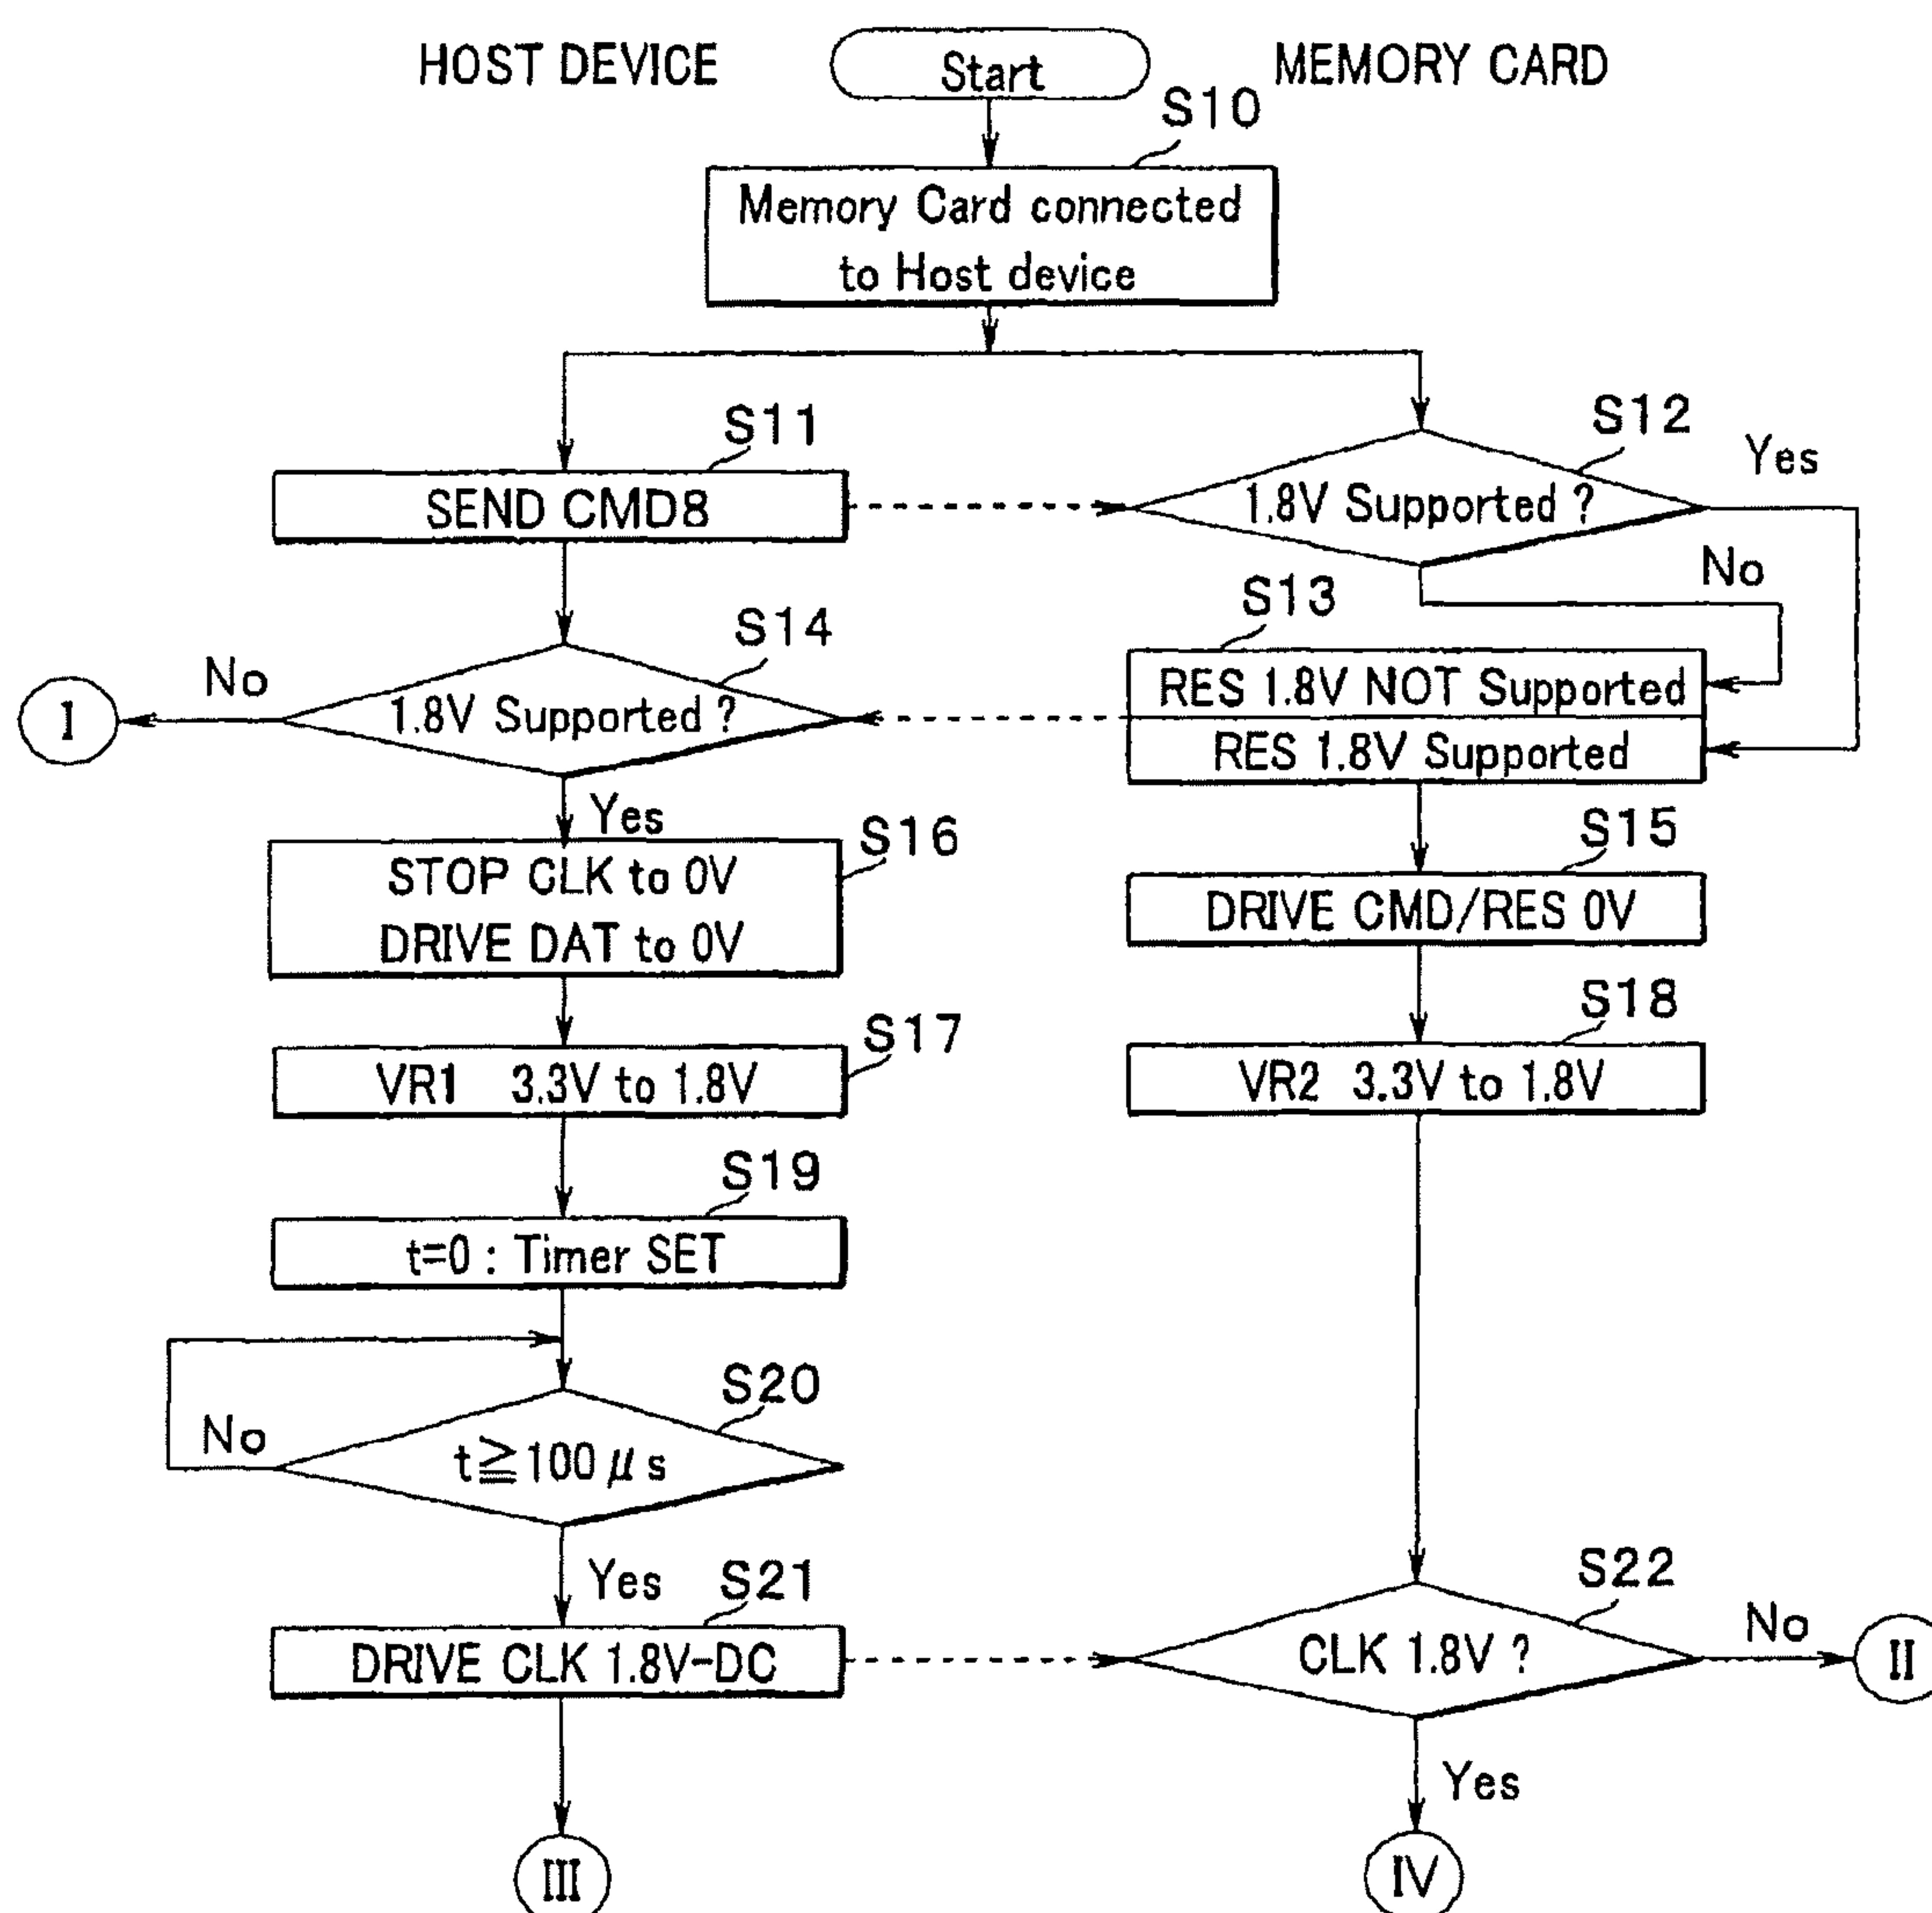 HOST DEVICE
Start
MEMORY CARD
S10
Memory Card connected
to Host device
S11
SEND CMD8
S12
1.8V Supported ?
Yes
No
S13
RES 1.8V NOT Supported
RES 1.8V Supported
S14
1.8V Supported ?
No
I
Yes
S16
STOP CLK to 0V
DRIVE DAT to 0V
S15
DRIVE CMD/RES 0V
S17
VR1 3.3V to 1.8V
S18
VR2 3.3V to 1.8V
S19
t=0 : Timer SET
S20
t≧100μs
No
Yes
S21
DRIVE CLK 1.8V-DC
S22
CLK 1.8V ?
No
II
Yes
III
IV